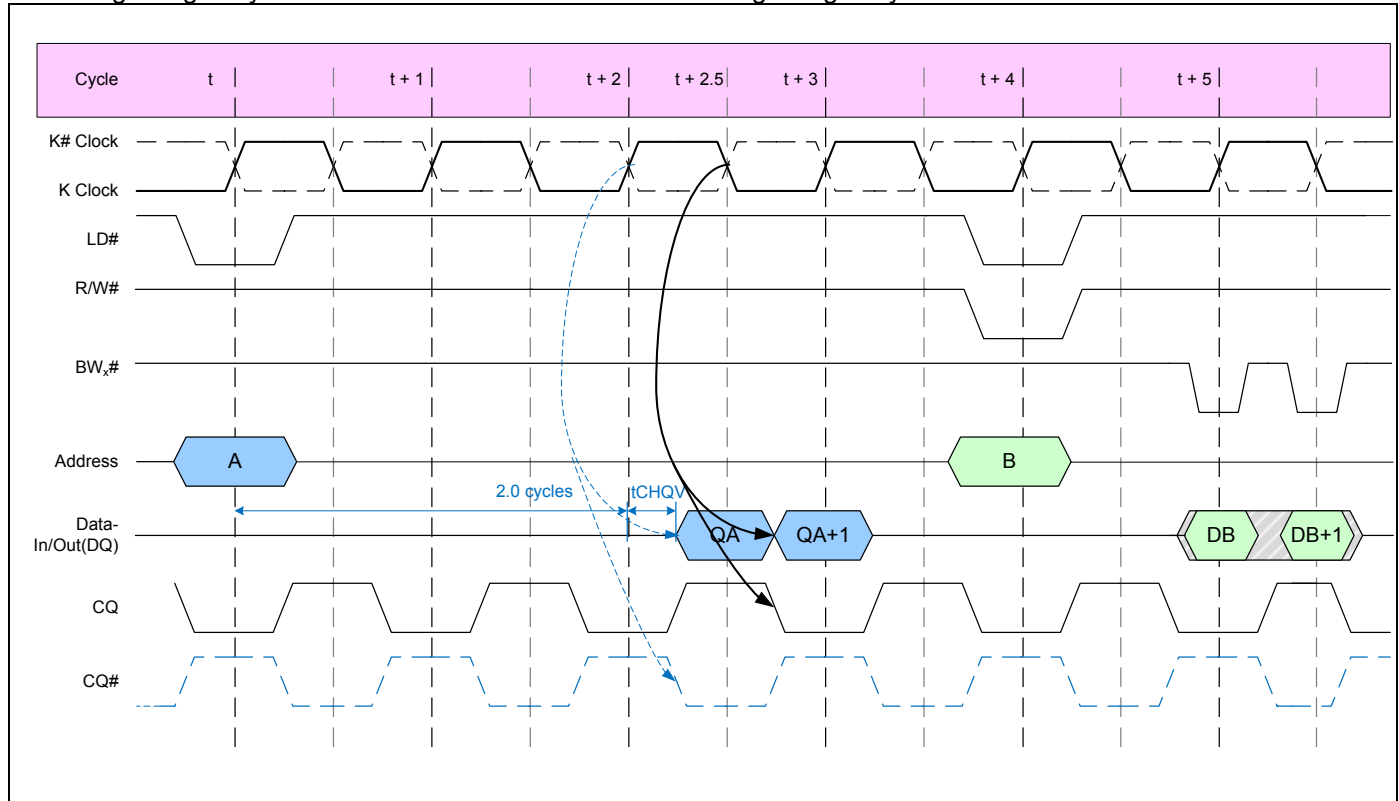 Cycle t t + 1 t + 2 t + 2.5 t + 3 t + 4 t + 5
K# Clock
K Clock
LD#
R/W#
BWx#
Address A B
2.0 cycles tCHQV
Data-
In/Out(DQ) QA QA+1 DB DB+1
CQ
CQ#